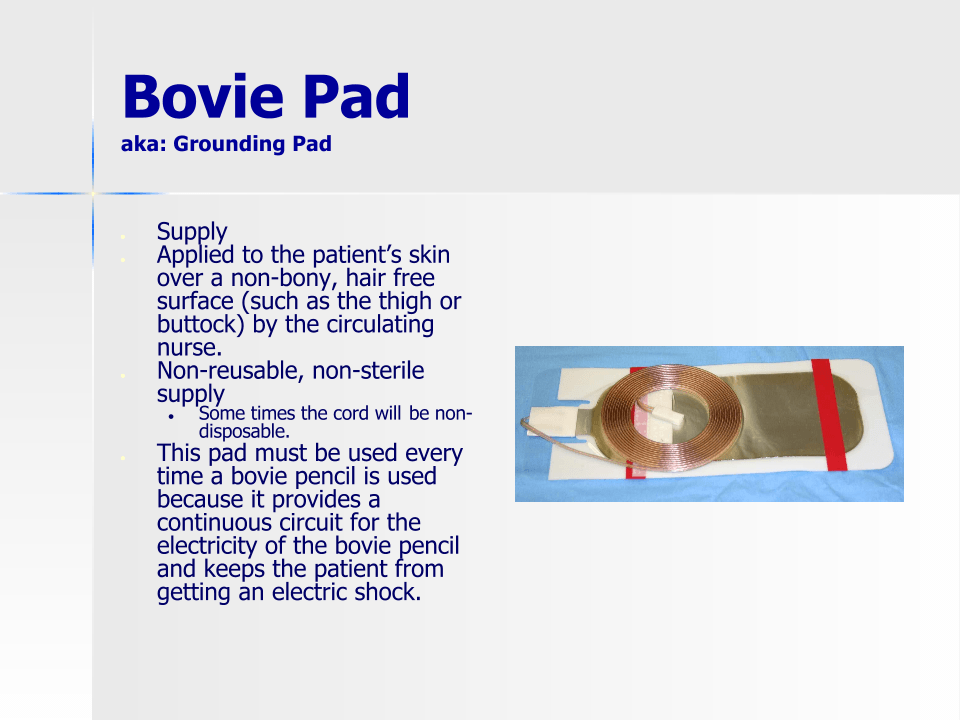 Bovie Pad
aka: Grounding Pad
Supply
Applied to the patient’s skin
over a non-bony, hair free
surface (such as the thigh or
buttock) by the circulating
nurse.
Non-reusable, non-sterile
supply
Some times the cord will be non-
disposable.
This pad must be used every
time a bovie pencil is used
because it provides a
continuous circuit for the
electricity of the bovie pencil
and keeps the patient from
getting an electric shock.